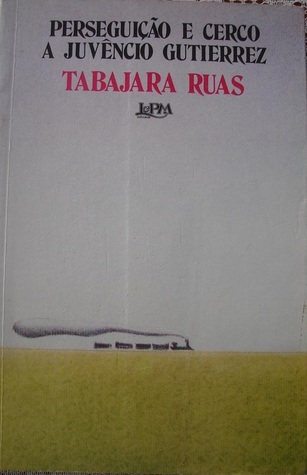 PERSEGUIÇÃO E CERCO
A JUVÊNCIO GUTIERREZ
TABAJARA RUAS
L&PM